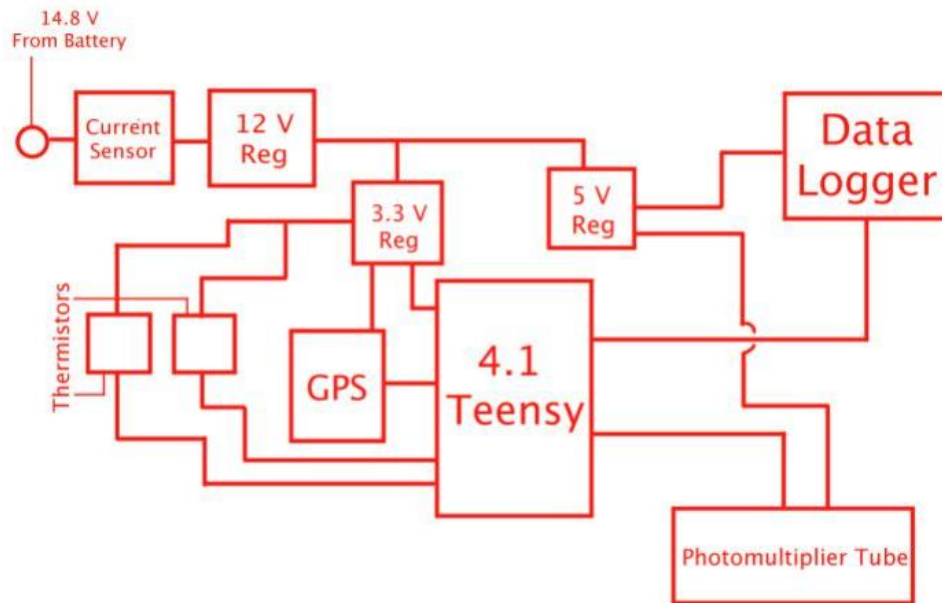 14.8 V
From Battery
Current
Sensor
12 V
Reg
Data
Logger
3.3 V
Reg
5 V
Reg
Thermistors
GPS
4.1
Teensy
Photomultiplier Tube